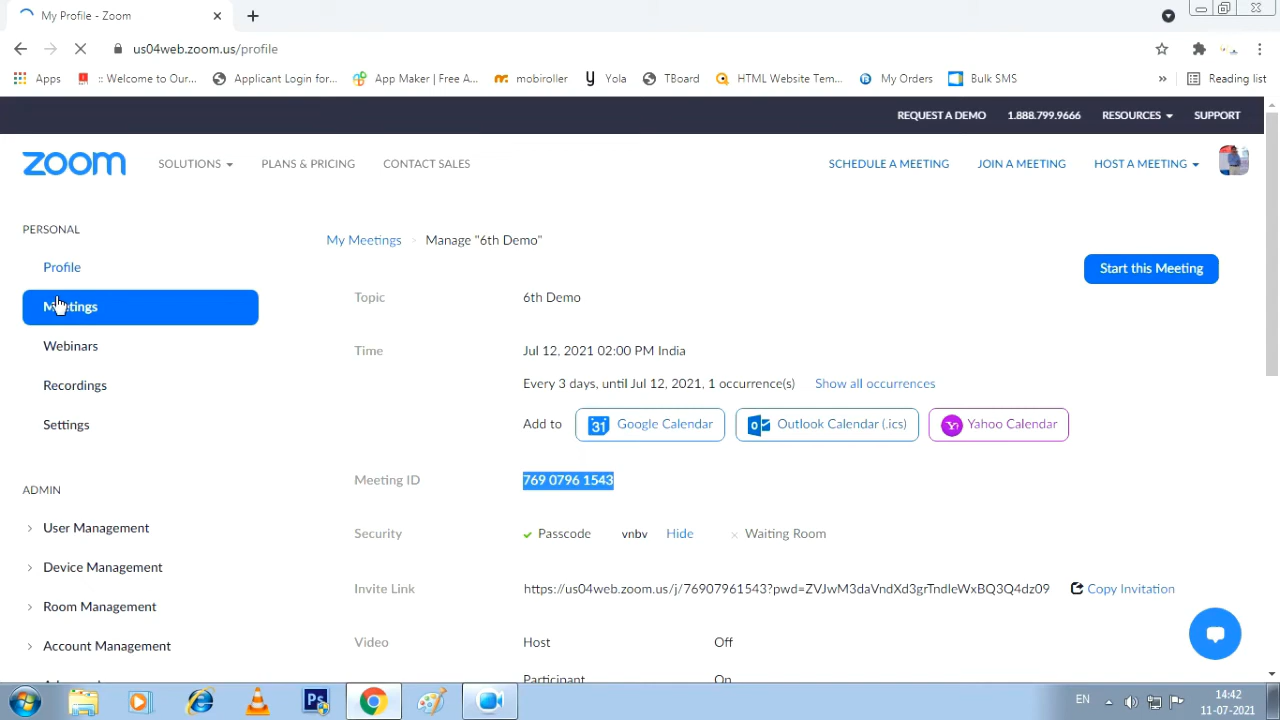 My Profile - Zoom
us04web.zoom.us/profile
Apps
:: Welcome to Our...
Applicant Login for...
App Maker | Free A...
mobiroller
Yola
TBoard
HTML Website Tem...
My Orders
Bulk SMS
»
Reading list
REQUEST A DEMO
1.888.799.9666
RESOURCES
SUPPORT
zoom
SOLUTIONS
PLANS & PRICING
CONTACT SALES
SCHEDULE A MEETING
JOIN A MEETING
HOST A MEETING
PERSONAL
Profile
Meetings
Webinars
Recordings
Settings
ADMIN
User Management
Device Management
Room Management
Account Management
My Meetings > Manage "6th Demo"
Start this Meeting
Topic
6th Demo
Time
Jul 12, 2021 02:00 PM India
Every 3 days, until Jul 12, 2021, 1 occurrence(s)
Show all occurrences
Add to
31 Google Calendar
Outlook Calendar (.ics)
Yahoo Calendar
Meeting ID
769 0796 1543
Security
Passcode
vnbv
Hide
Waiting Room
Invite Link
https://us04web.zoom.us/j/76907961543?pwd=ZVJwM3daVndXd3grTndleWxBQ3Q4dz09
Copy Invitation
Video
Host
Off
Participant
On
Ps
EN
14:42
11-07-2021